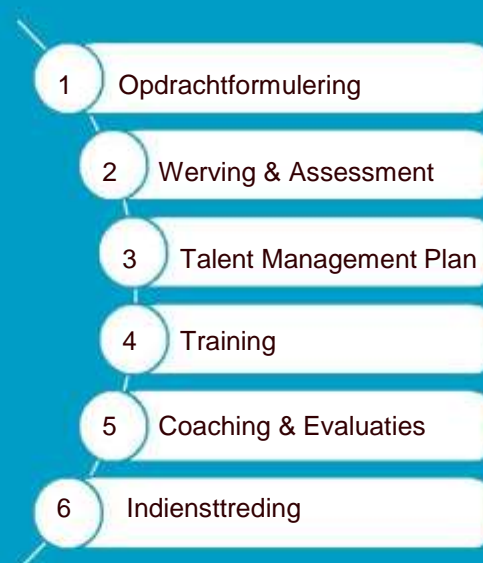 1 Opdrachtformulering
2 Werving & Assessment
3 Talent Management Plan
4 Training
5 Coaching & Evaluaties
6 Indiensttreding